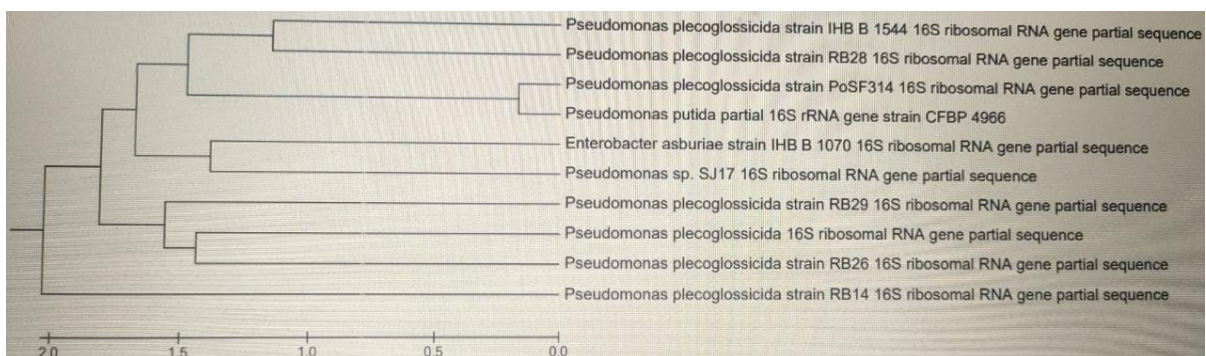 Pseudomonas plecoglossicida strain IHB B 1544 16S ribosomal RNA gene partial sequence
Pseudomonas plecoglossicida strain RB28 16S ribosomal RNA gene partial sequence
Pseudomonas plecoglossicida strain PoSF314 16S ribosomal RNA gene partial sequence
Pseudomonas putida partial 16S rRNA gene strain CFBP 4966
Enterobacter asburiae strain IHB B 1070 16S ribosomal RNA gene partial sequence
Pseudomonas sp. SJ17 16S ribosomal RNA gene partial sequence
Pseudomonas plecoglossicida strain RB29 16S ribosomal RNA gene partial sequence
Pseudomonas plecoglossicida 16S ribosomal RNA gene partial sequence
Pseudomonas plecoglossicida strain RB26 16S ribosomal RNA gene partial sequence
Pseudomonas plecoglossicida strain RB14 16S ribosomal RNA gene partial sequence
2.0 1.5 1.0 0.5 0.0